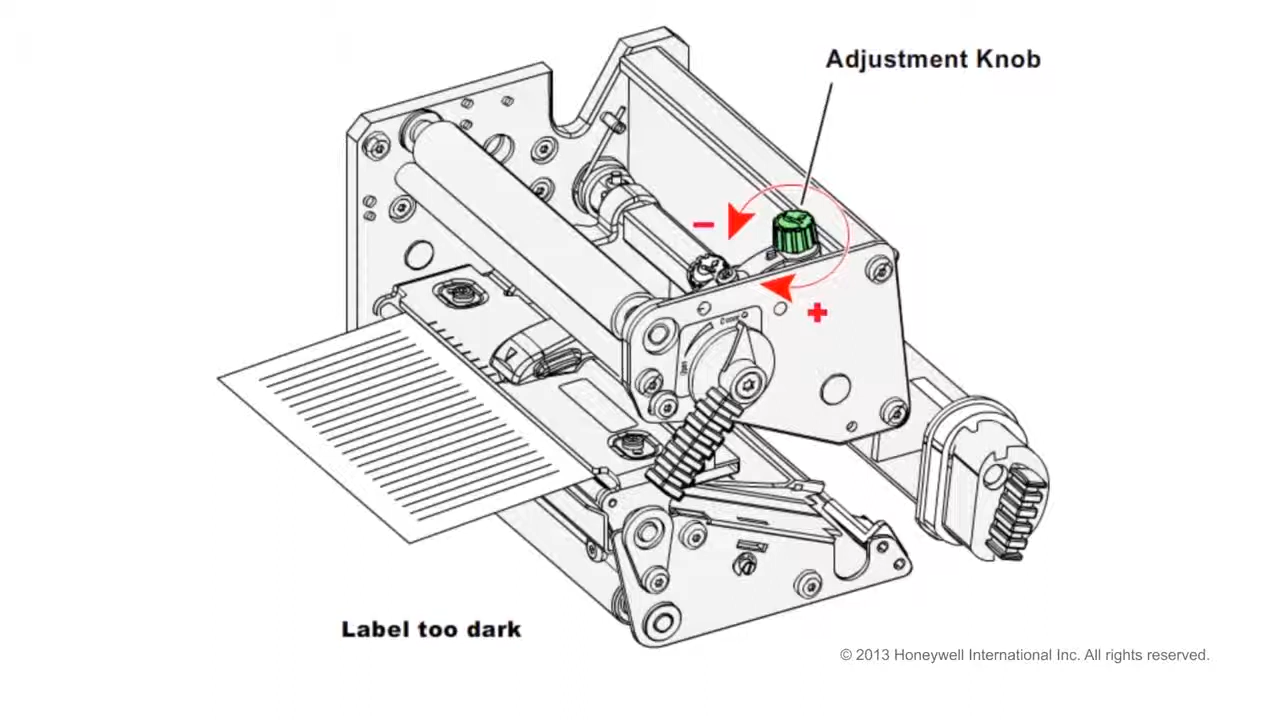 Adjustment Knob
−
+
Label too dark
© 2013 Honeywell International Inc. All rights reserved.